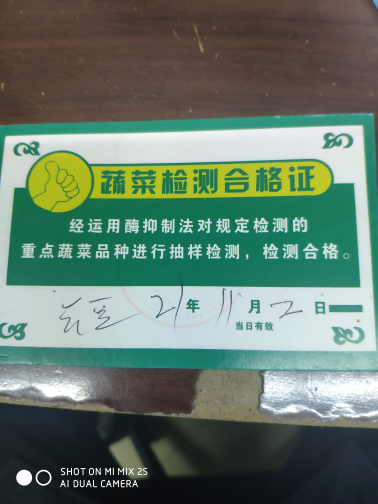 蔬菜检测合格证
经运用酶抑制法对规定检测的
重点蔬菜品种进行抽样检测，检测合格。
21年11月2日
当日有效
SHOT ON MI MIX 2S
AI DUAL CAMERA